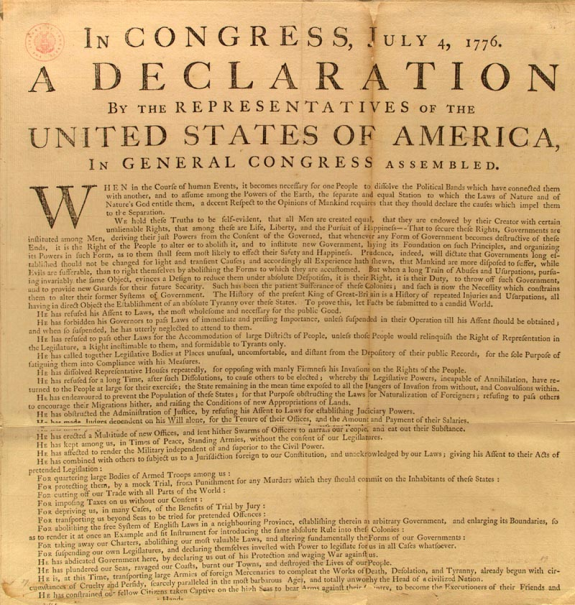 IN CONGRESS, JULY 4, 1776.
A DECLARATION
BY THE REPRESENTATIVES OF THE
UNITED STATES OF AMERICA,
IN GENERAL CONGRESS ASSEMBLED.
WHEN in the Course of human Events, it becomes necessary for one People to dissolve the Political Bands which have connected them
with another, and to assume among the Powers of the Earth, the separate and equal Station to which the Laws of Nature and of
Nature's God entitle them, a decent Respect to the Opinions of Mankind requires that they should declare the causes which impel them
to the Separation.
We hold these Truths to be self-evident, that all Men are created equal, that they are endowed by their Creator with certain
unalienable Rights, that among these are Life, Liberty, and the Pursuit of Happiness—-That to secure these Rights, Governments are
instituted among Men, deriving their just Powers from the Consent of the Governed, that whenever any Form of Government becomes destructive of these
Ends, it is the Right of the People to alter or to abolish it, and to institute new Government, laying its Foundation on such Principles, and organizing
its Powers in such Form, as to them shall seem most likely to effect their Safety and Happiness. Prudence, indeed, will dictate that Governments long es-
tablished should not be changed for light and transient Causes; and accordingly all Experience hath shewn, that Mankind are more disposed to suffer, while
Evils are sufferable, than to right themselves by abolishing the Forms to which they are accustomed. But when a long Train of Abuses and Usurpations, pursu-
ing invariably the same Object, evinces a Design to reduce them under absolute Despotism, it is their Right, it is their Duty, to throw off such Government,
and to provide new Guards for their future Security. Such has been the patient Sufferance of these Colonies; and such is now the Necessity which constrains
them to alter their former Systems of Government. The History of the present King of Great-Britain is a History of repeated Injuries and Usurpations, all
having in direct Object the Establishment of an absolute Tyranny over these States. To prove this, let Facts be submitted to a candid World.
He has refused his Assent to Laws, the most wholesome and necessary for the public Good.
He has forbidden his Governors to pass Laws of immediate and pressing Importance, unless suspended in their Operation till his Assent should be obtained;
and when so suspended, he has utterly neglected to attend to them.
He has refused to pass other Laws for the Accommodation of large Districts of People, unless those People would relinquish the Right of Representation in
the Legislature, a Right inestimable to them, and formidable to Tyrants only.
He has called together Legislative Bodies at Places unusual, uncomfortable, and distant from the Depository of their public Records, for the sole Purpose of
fatiguing them into Compliance with his Measures.
He has dissolved Representative Houses repeatedly, for opposing with manly Firmness his Invasions on the Rights of the People.
He has refused for a long Time, after such Dissolutions, to cause others to be elected; whereby the Legislative Powers, incapable of Annihilation, have re-
turned to the People at large for their exercise; the State remaining in the mean time exposed to all the Dangers of Invasion from without, and Convulsions within.
He has endeavoured to prevent the Population of these States; for that Purpose obstructing the Laws for Naturalization of Foreigners; refusing to pass others
to encourage their Migrations hither, and raising the Conditions of new Appropriations of Lands.
He has obstructed the Administration of Justice, by refusing his Assent to Laws for establishing Judiciary Powers.
He has made Judges dependent on his Will alone, for the Tenure of their Offices, and the Amount and Payment of their Salaries.
He has erected a Multitude of new Offices, and sent hither Swarms of Officers to harrass our People, and eat out their Substance.
He has kept among us, in Times of Peace, Standing Armies, without the consent of our Legislatures.
He has affected to render the Military independent of and superior to the Civil Power.
He has combined with others to subject us to a Jurisdiction foreign to our Constitution, and unacknowledged by our Laws; giving his Assent to their Acts of
pretended Legislation:
For quartering large Bodies of Armed Troops among us:
For protecting them, by a mock Trial, from Punishment for any Murders which they should commit on the Inhabitants of these States:
For cutting off our Trade with all Parts of the World:
For imposing Taxes on us without our Consent:
For depriving us, in many Cases, of the Benefits of Trial by Jury:
For transporting us beyond Seas to be tried for pretended Offences:
For abolishing the free System of English Laws in a neighbouring Province, establishing therein an arbitrary Government, and enlarging its Boundaries, so
as to render it at once an Example and fit Instrument for introducing the same absolute Rule into these Colonies:
For taking away our Charters, abolishing our most valuable Laws, and altering fundamentally the Forms of our Governments:
For suspending our own Legislatures, and declaring themselves invested with Power to legislate for us in all Cases whatsoever.
He has abdicated Government here, by declaring us out of his Protection and waging War against us.
He has plundered our Seas, ravaged our Coasts, burnt our Towns, and destroyed the Lives of our People.
He is, at this Time, transporting large Armies of foreign Mercenaries to compleat the Works of Death, Desolation, and Tyranny, already begun with cir-
cumstances of Cruelty and Perfidy, scarcely paralleled in the most barbarous Ages, and totally unworthy the Head of a civilized Nation.
He has constrained our fellow Citizens taken Captive on the high Seas to bear Arms against their Country, to become the Executioners of their Friends and
Hands.